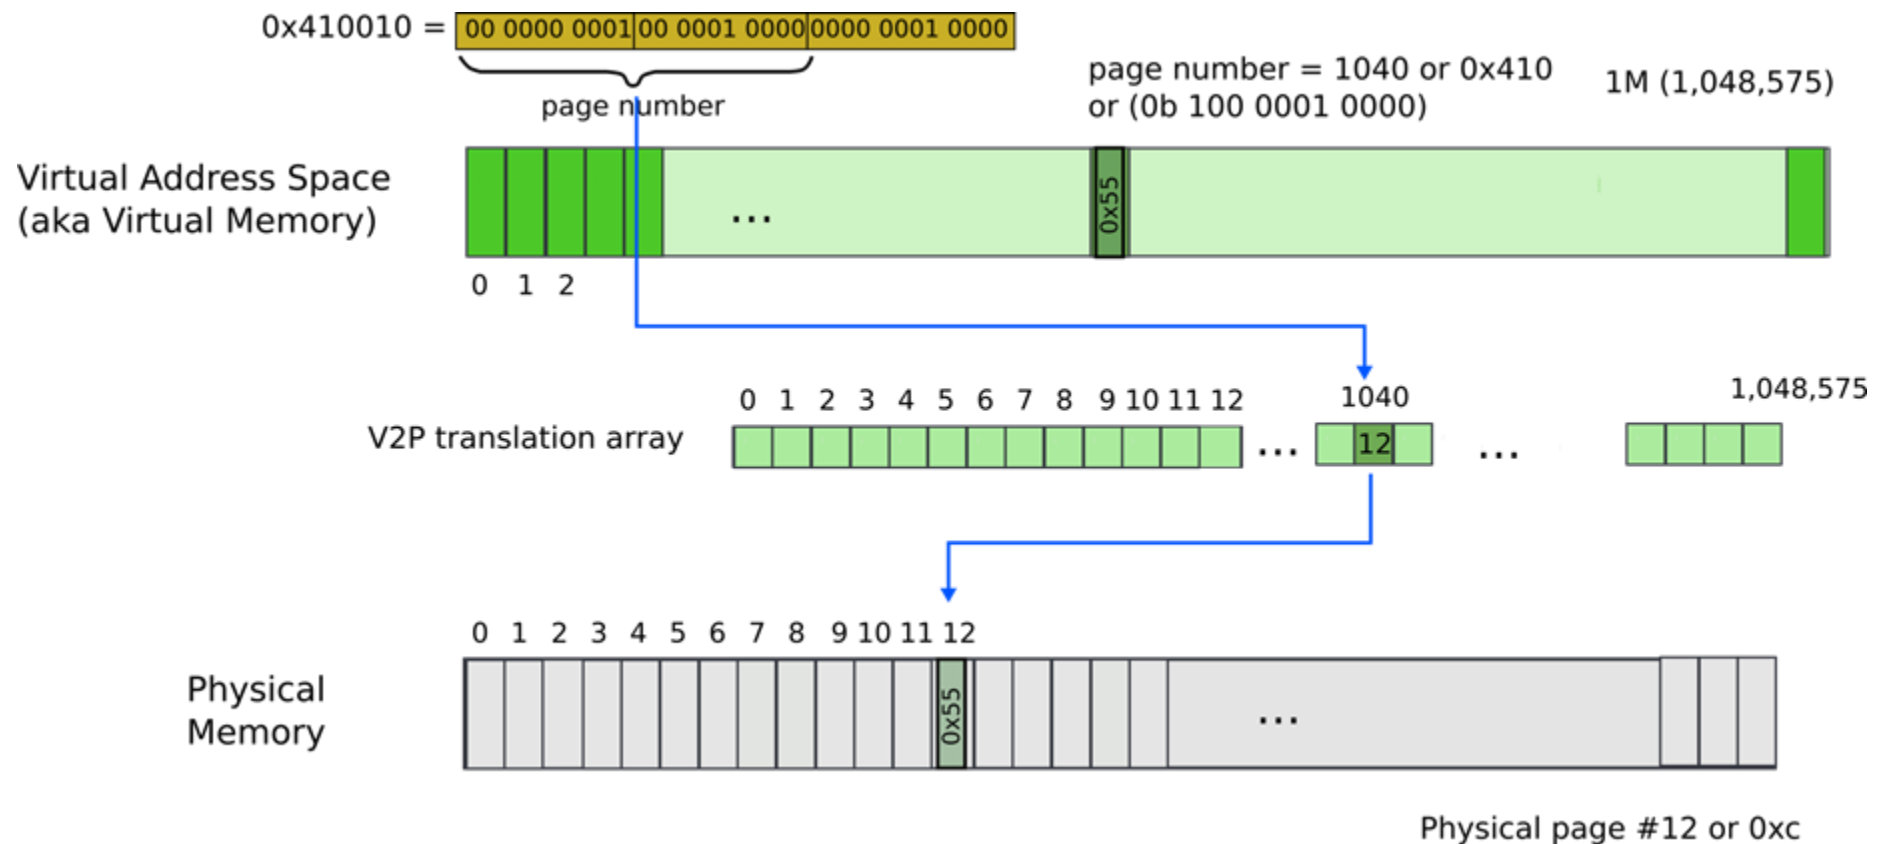 0x410010 = 00 0000 0001 00 0001 0000 0000 0001 0000
page number
page number = 1040 or 0x410
or (0b 100 0001 0000)
1M (1,048,575)
Virtual Address Space
(aka Virtual Memory)
... 0x55
0 1 2
0 1 2 3 4 5 6 7 8 9 10 11 12 1040 1,048,575
V2P translation array ... 12 ...
0 1 2 3 4 5 6 7 8 9 10 11 12
Physical
Memory
0x55 ...
Physical page #12 or 0xc